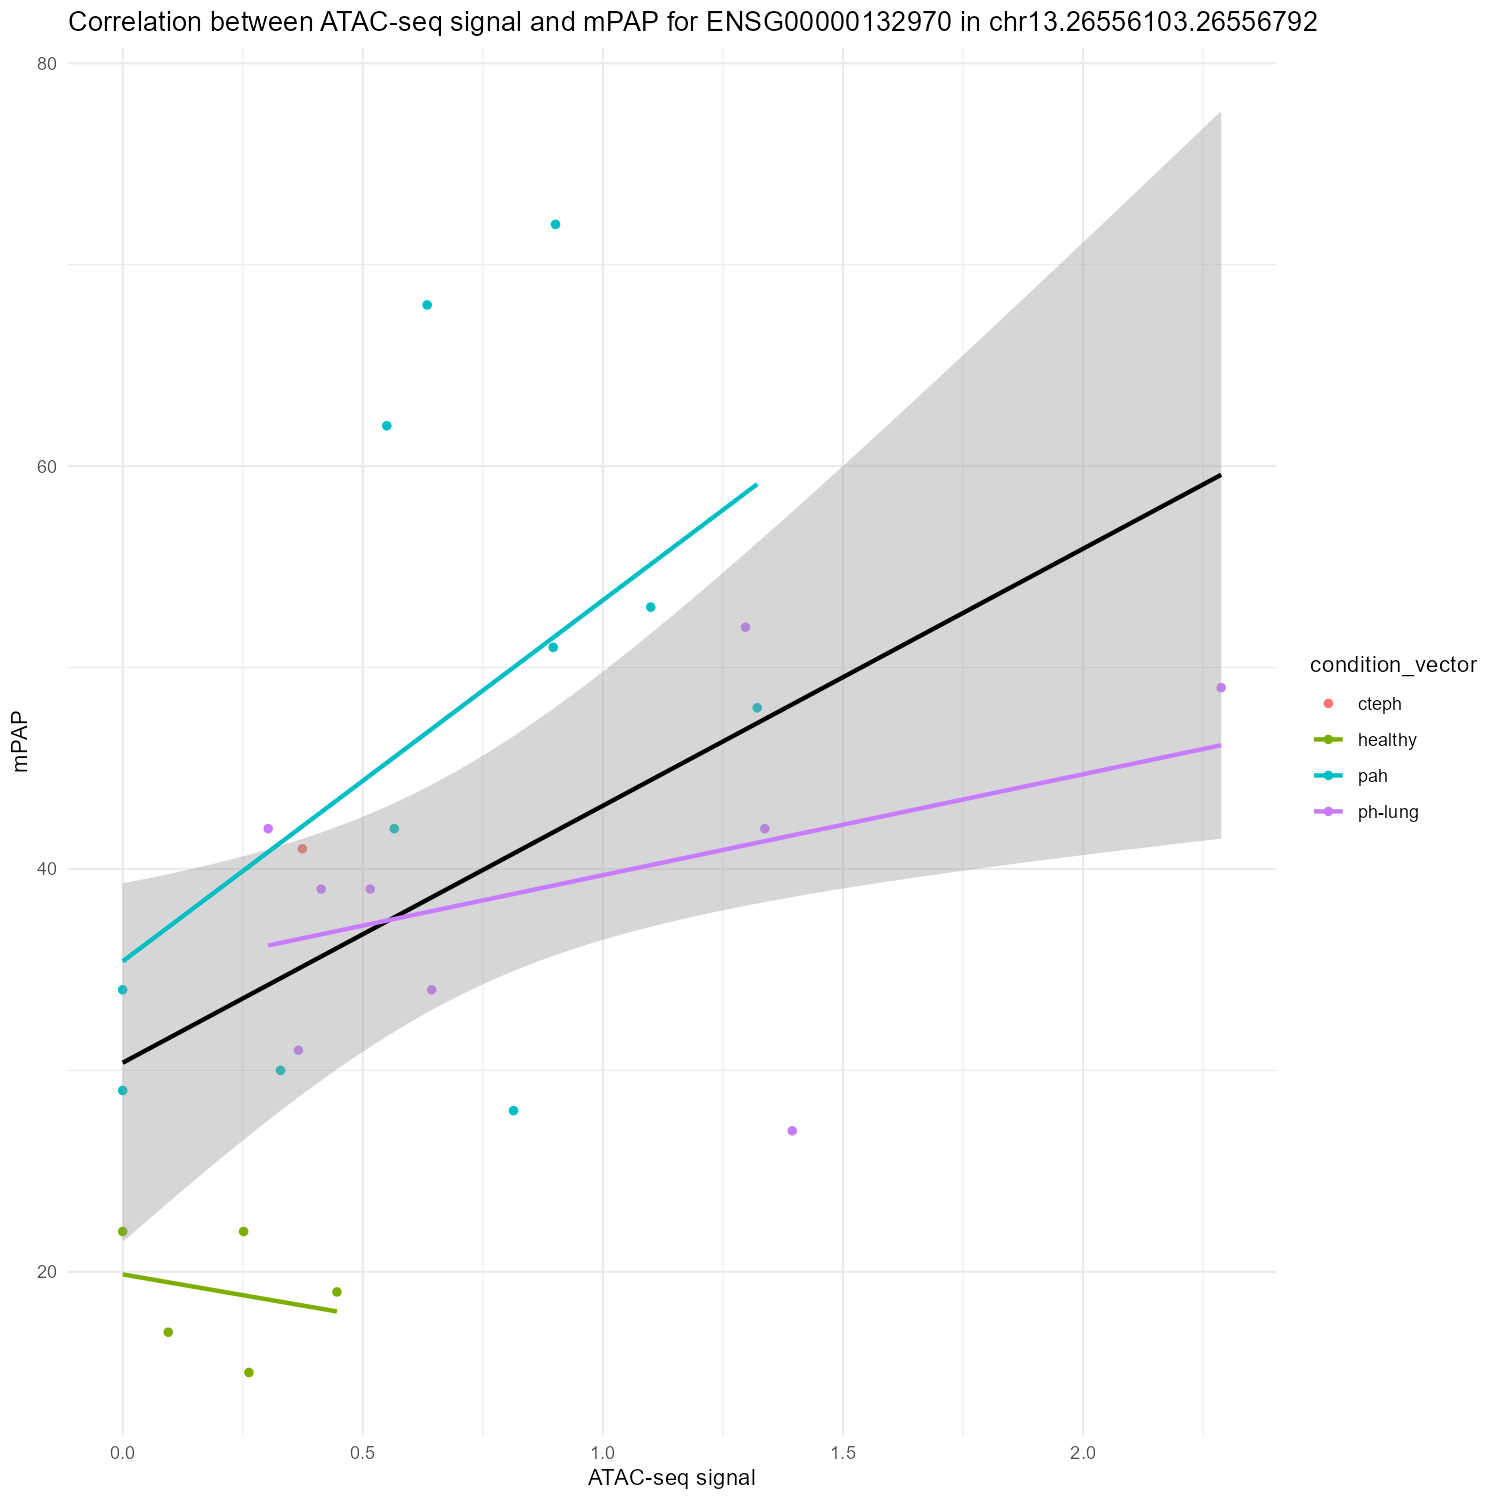 Correlation between ATAC-seq signal and mPAP for ENSG00000132970 in chr13.26556103.26556792
80
60
40
20
mPAP
0.0 0.5 1.0 1.5 2.0
ATAC-seq signal
condition_vector
cteph
healthy
pah
ph-lung